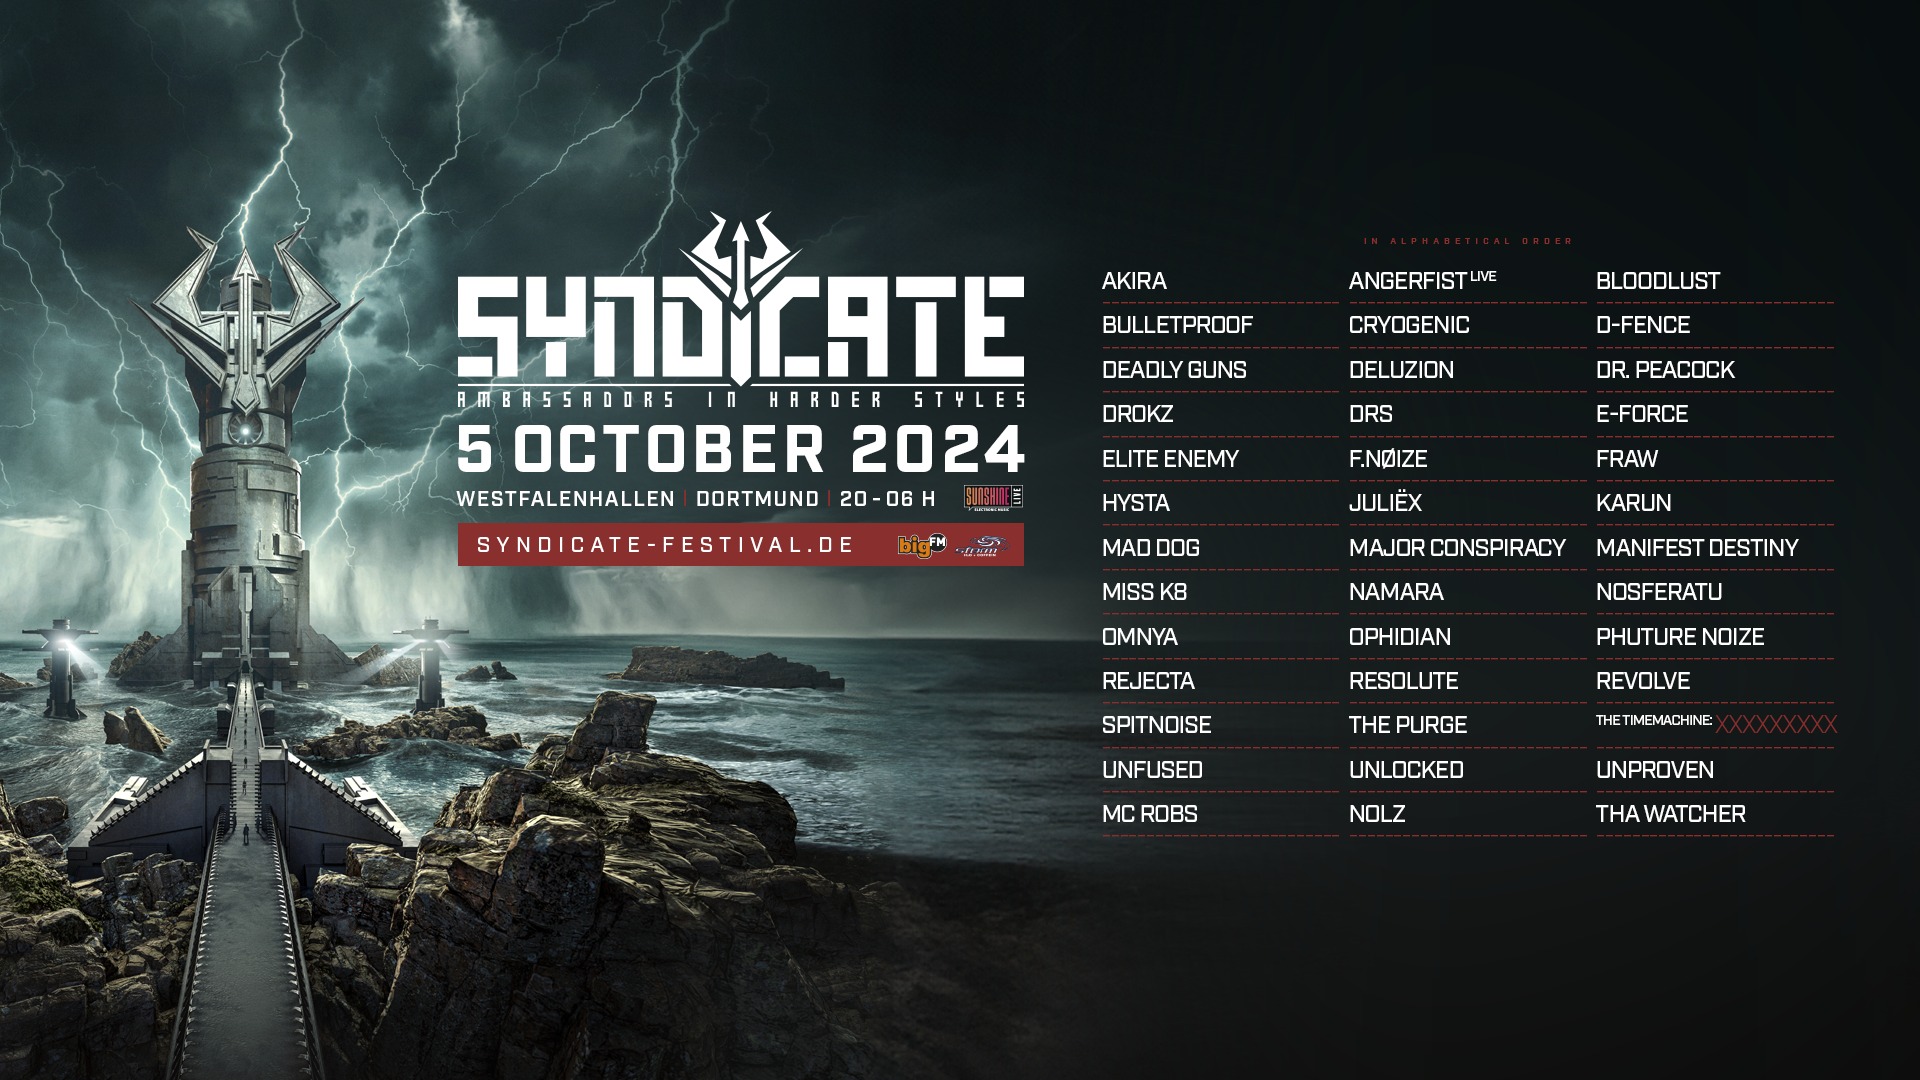 SYNDICATE
AMBASSADORS IN HARDER STYLES
5 OCTOBER 2024
WESTFALENHALLEN | DORTMUND | 20-06 H
SUNSHINE LIVE
ELECTRONIC MUSIC
SYNDICATE-FESTIVAL.DE
bigFM
IN ALPHABETICAL ORDER
AKIRA ANGERFIST LIVE BLOODLUST
BULLETPROOF CRYOGENIC D-FENCE
DEADLY GUNS DELUZION DR. PEACOCK
DROKZ DRS E-FORCE
ELITE ENEMY F.NØIZE FRAW
HYSTA JULIËX KARUN
MAD DOG MAJOR CONSPIRACY MANIFEST DESTINY
MISS K8 NAMARA NOSFERATU
OMNYA OPHIDIAN PHUTURE NOIZE
REJECTA RESOLUTE REVOLVE
SPITNOISE THE PURGE THE TIMEMACHINE: XXXXXXXXX
UNFUSED UNLOCKED UNPROVEN
MC ROBS NOLZ THA WATCHER